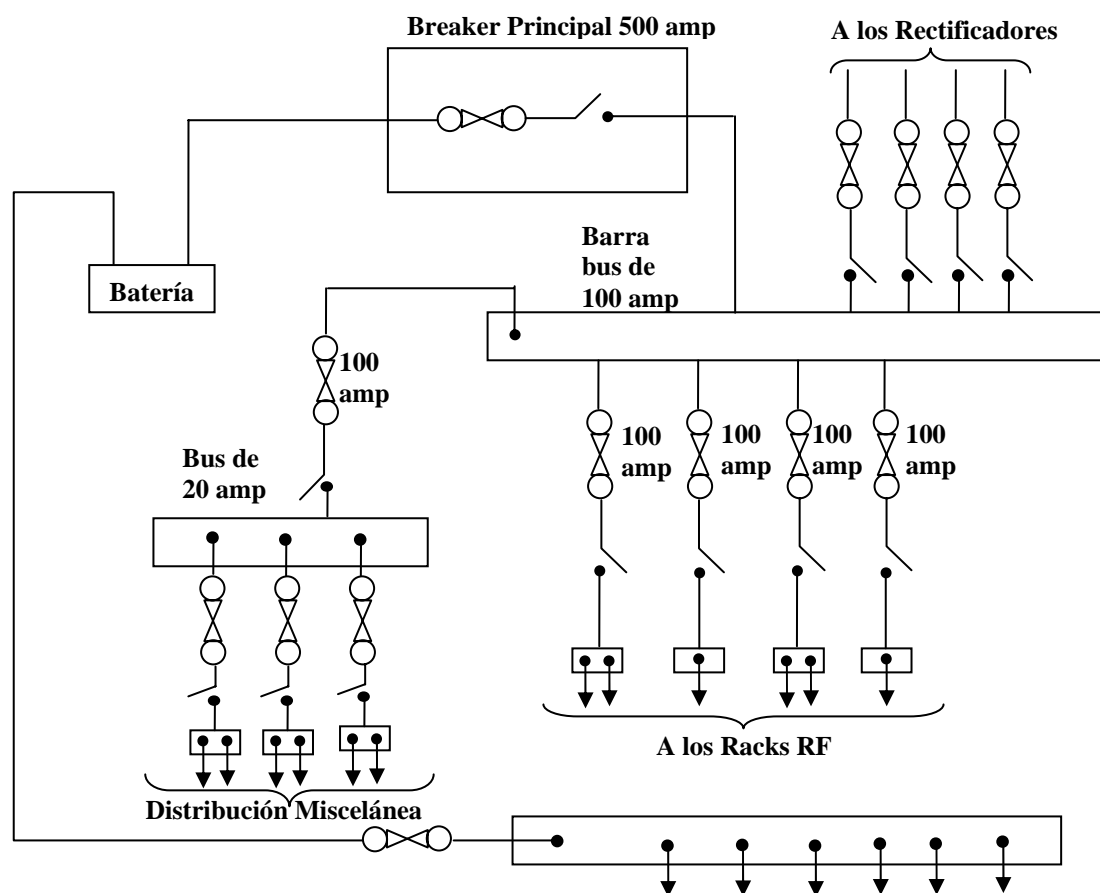 Breaker Principal 500 amp
A los Rectificadores
Barra
bus de
100 amp
Batería
100
amp
Bus de
20 amp
100
amp
100
amp
100
amp
100
amp
A los Racks RF
Distribución Miscelánea